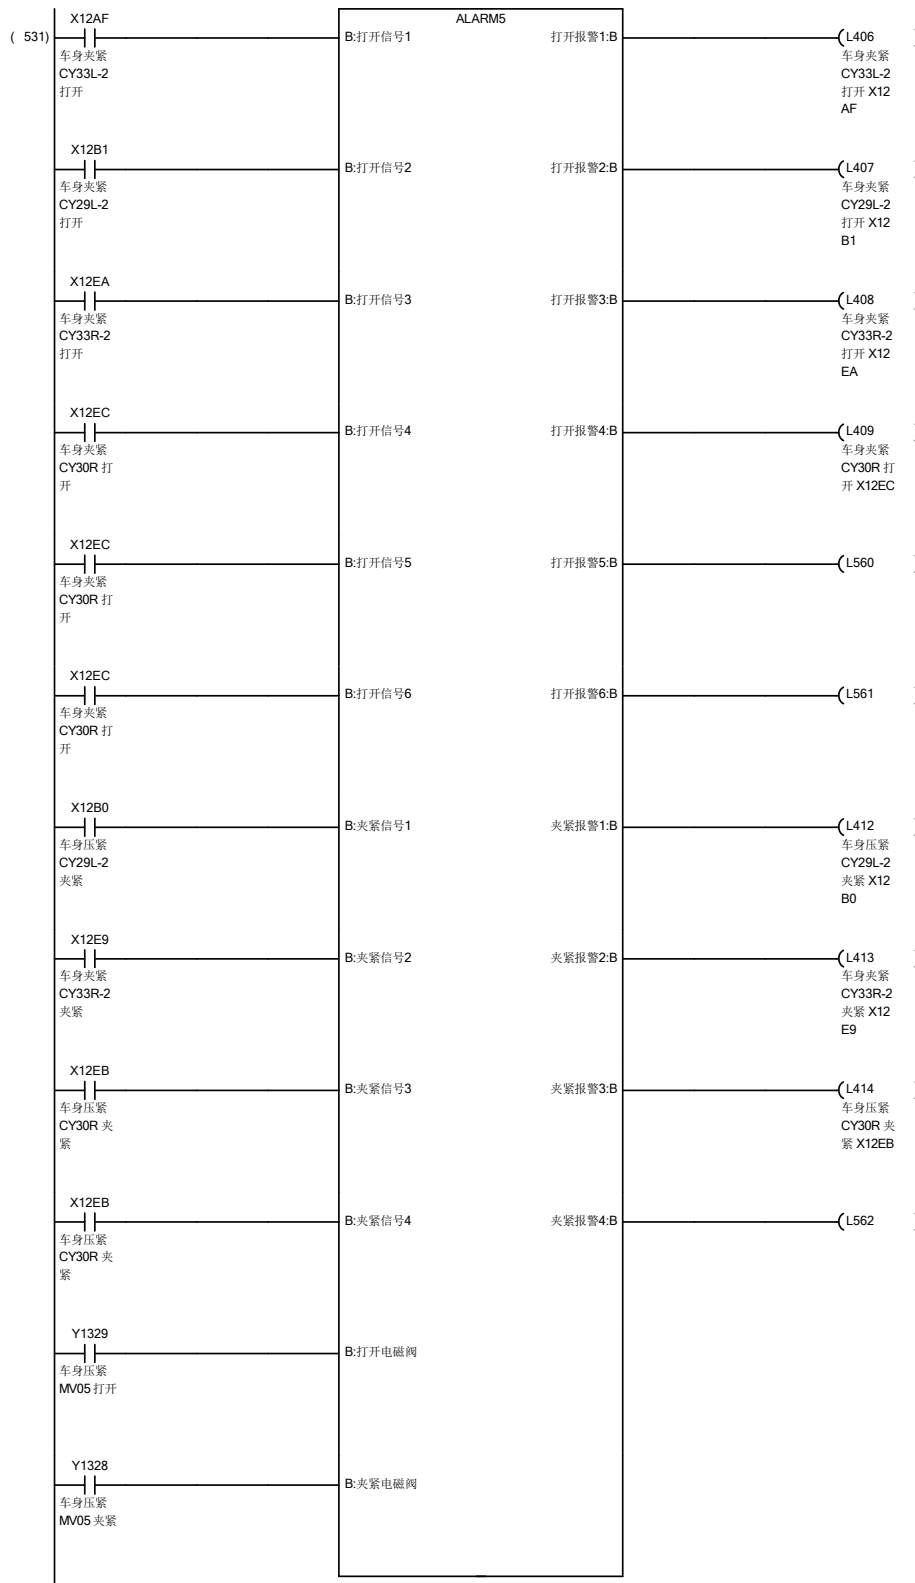 X12AF
ALARM5
( 531)
B:打开信号1
打开报警1:B
L406
车身夹紧
CY33L-2
打开
车身夹紧
CY33L-2
打开 X12
AF
X12B1
B:打开信号2
打开报警2:B
L407
车身夹紧
CY29L-2
打开
车身夹紧
CY29L-2
打开 X12
B1
X12EA
B:打开信号3
打开报警3:B
L408
车身夹紧
CY33R-2
打开
车身夹紧
CY33R-2
打开 X12
EA
X12EC
B:打开信号4
打开报警4:B
L409
车身夹紧
CY30R 打
开
车身夹紧
CY30R 打
开 X12EC
X12EC
B:打开信号5
打开报警5:B
L560
车身夹紧
CY30R 打
开
X12EC
B:打开信号6
打开报警6:B
L561
车身夹紧
CY30R 打
开
X12B0
B:夹紧信号1
夹紧报警1:B
L412
车身压紧
CY29L-2
夹紧
车身压紧
CY29L-2
夹紧 X12
B0
X12E9
B:夹紧信号2
夹紧报警2:B
L413
车身夹紧
CY33R-2
夹紧
车身夹紧
CY33R-2
夹紧 X12
E9
X12EB
B:夹紧信号3
夹紧报警3:B
L414
车身压紧
CY30R 夹
紧
车身压紧
CY30R 夹
紧 X12EB
X12EB
B:夹紧信号4
夹紧报警4:B
L562
车身压紧
CY30R 夹
紧
Y1329
B:打开电磁阀
车身压紧
MV05 打开
Y1328
B:夹紧电磁阀
车身压紧
MV05 夹紧